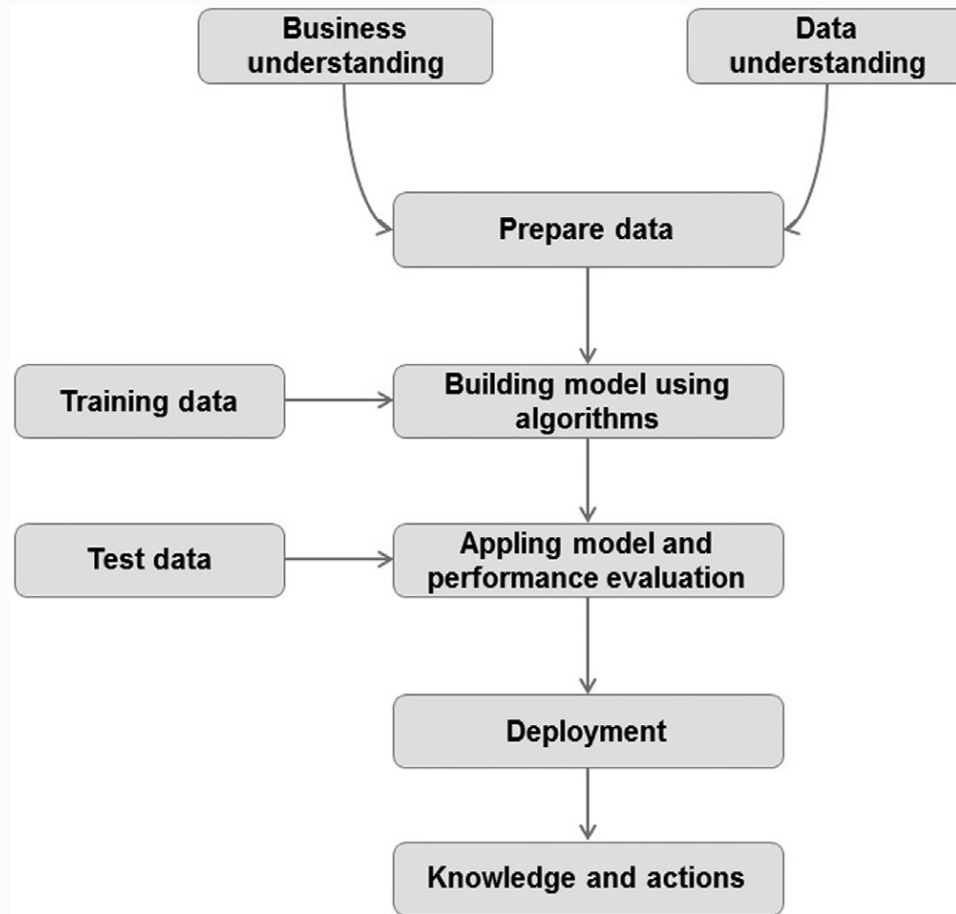 Business
understanding
Data
understanding
Prepare data
Training data
Building model using
algorithms
Test data
Appling model and
performance evaluation
Deployment
Knowledge and actions